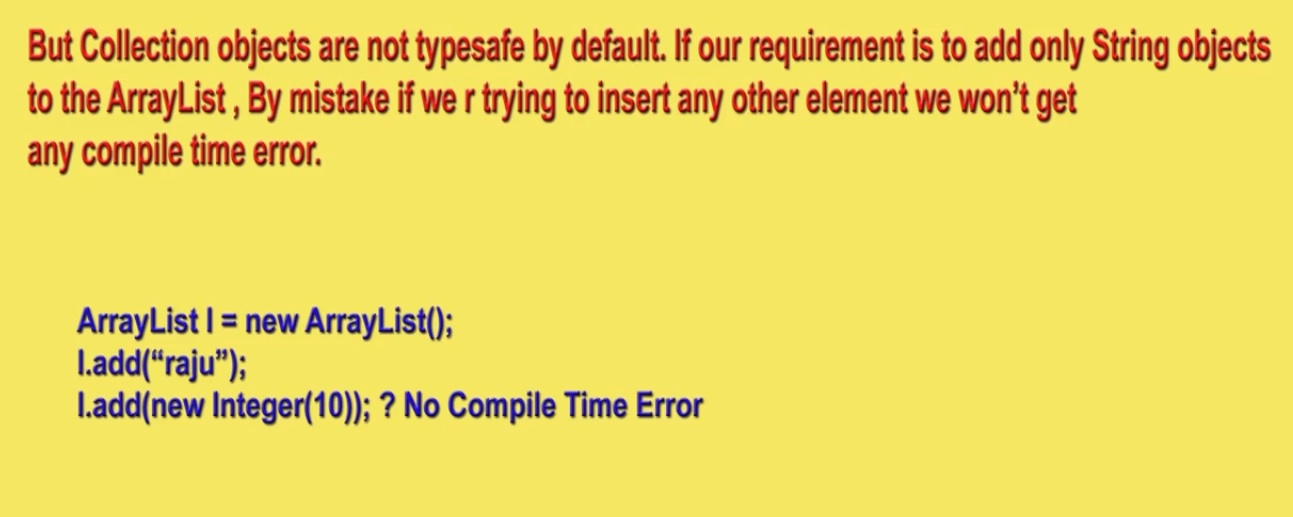 But Collection objects are not typesafe by default. If our requirement is to add only String objects
to the ArrayList , By mistake if we r trying to insert any other element we won’t get
any compile time error.
ArrayList l = new ArrayList();
l.add(“raju”);
l.add(new Integer(10)); ? No Compile Time Error